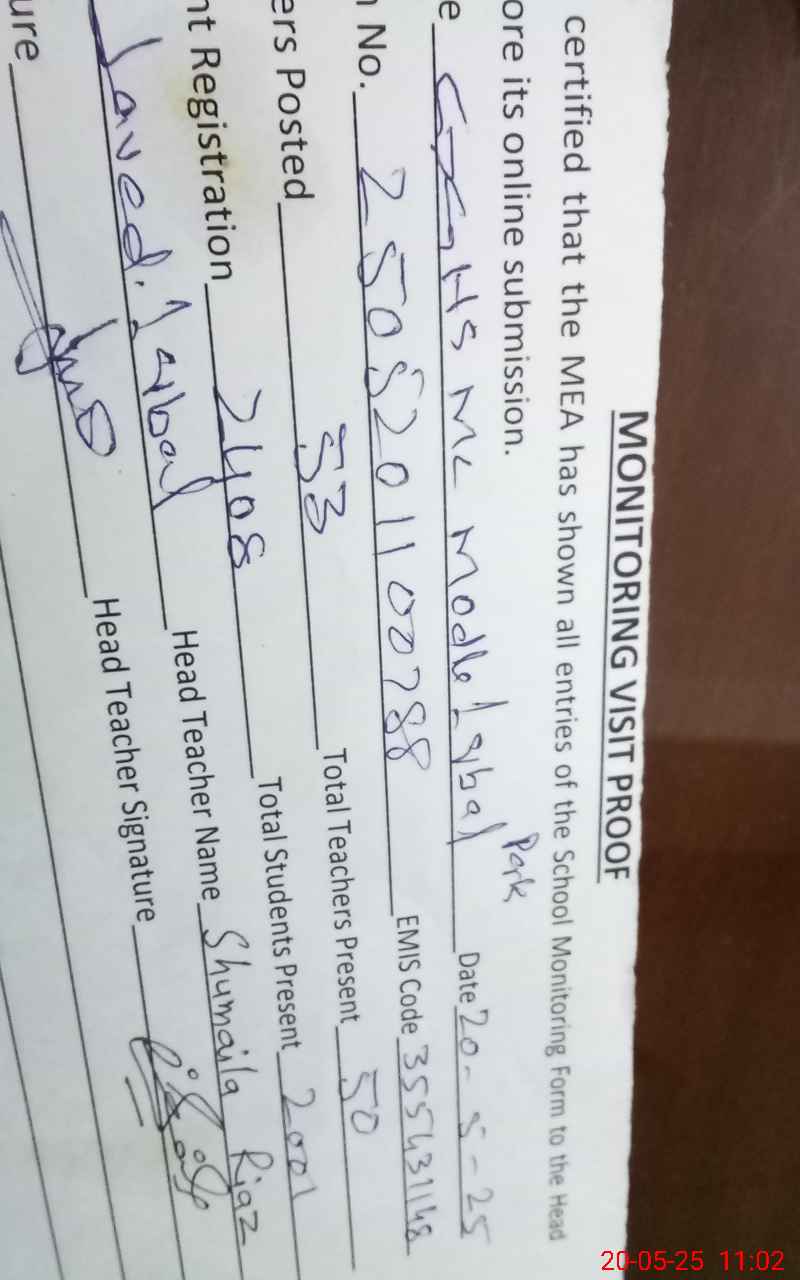 MONITORING VISIT PROOF
certified that the MEA has shown all entries of the School Monitoring Form to the Head
ore its online submission.
Park
e GGHS MC Modle Iqbal Date 20-5-25
No. 2505201100788 EMIS Code 35543148
ers Posted 53 Total Teachers Present 50
nt Registration 2408 Total Students Present 2001
Javed Iqbal Head Teacher Name Shumaila Riaz
ure Head Teacher Signature
20-05-25 11:02